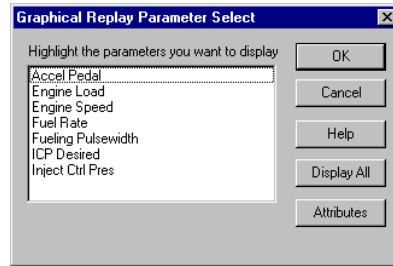 Graphical Replay Parameter Select
Highlight the parameters you want to display
Accel Pedal
Engine Load
Engine Speed
Fuel Rate
Fueling Pulsewidth
ICP Desired
Inject Ctrl Pres
OK
Cancel
Help
Display All
Attributes